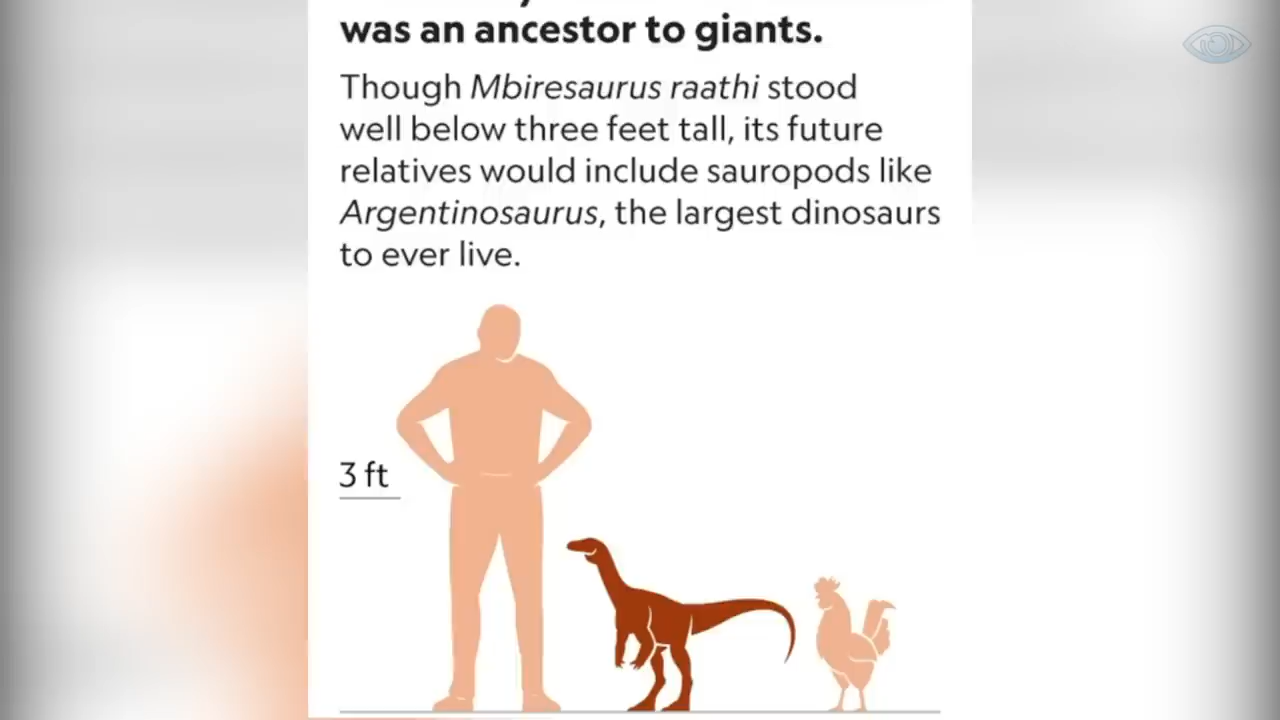 was an ancestor to giants.
Though Mbiresaurus raathi stood
well below three feet tall, its future
relatives would include sauropods like
Argentinosaurus, the largest dinosaurs
to ever live.
3 ft